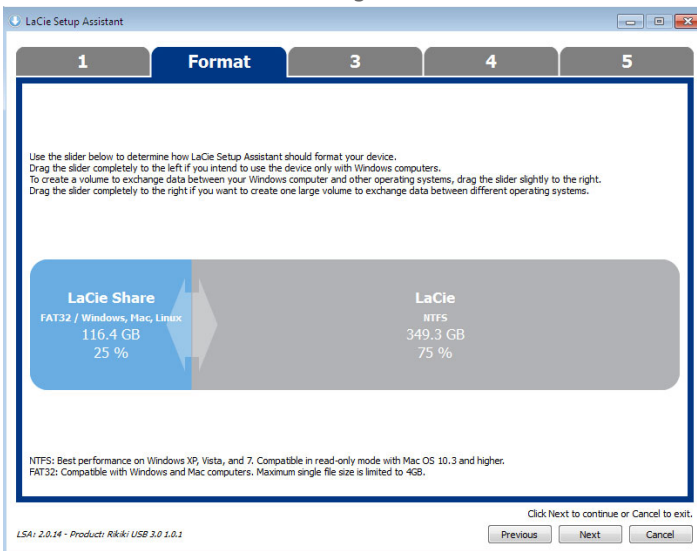 LaCie Setup Assistant
1
Format
3
4
5
Use the slider below to determine how LaCie Setup Assistant should format your device.
Drag the slider completely to the left if you intend to use the device only with Windows computers.
To create a volume to exchange data between your Windows computer and other operating systems, drag the slider slightly to the right.
Drag the slider completely to the right if you want to create one large volume to exchange data between different operating systems.
LaCie Share
FAT32 / Windows, Mac, Linux
116.4 GB
25 %
LaCie
NTFS
349.3 GB
75 %
NTFS: Best performance on Windows XP, Vista, and 7. Compatible in read-only mode with Mac OS 10.3 and higher.
FAT32: Compatible with Windows and Mac computers. Maximum single file size is limited to 4GB.
Click Next to continue or Cancel to exit.
LSA: 2.0.14 - Product: Rikiki USB 3.0 1.0.1
Previous
Next
Cancel